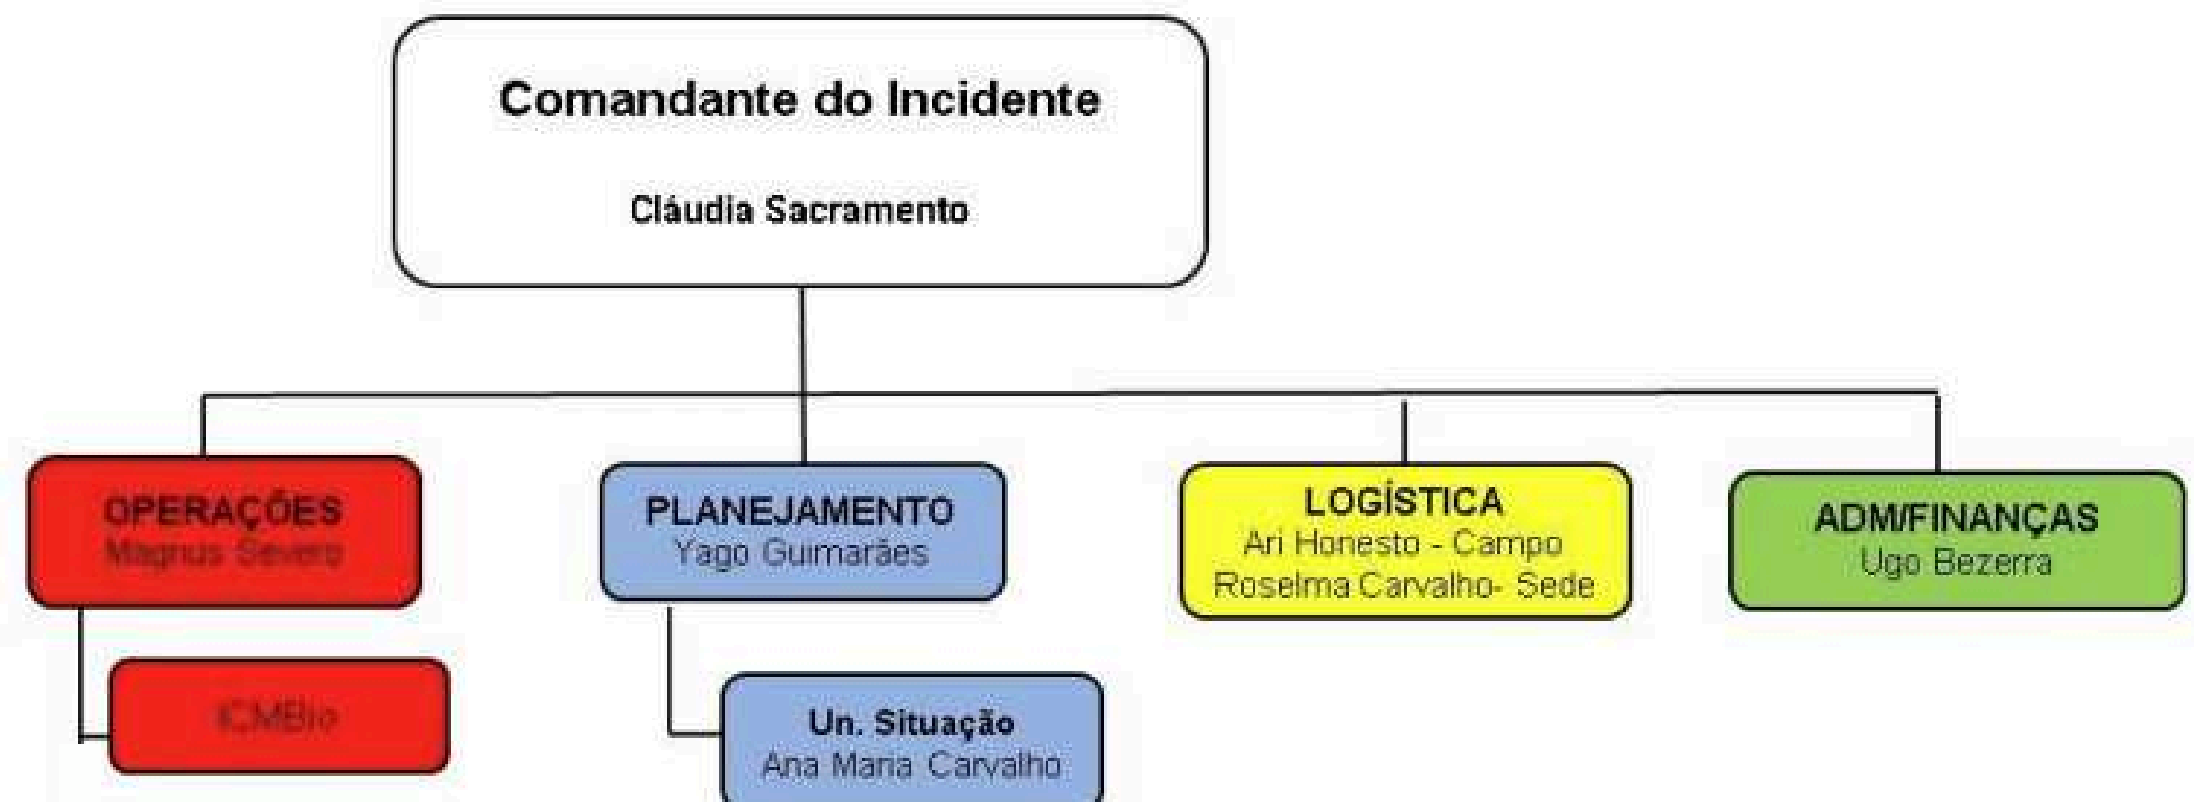 Comandante do Incidente
Cláudia Sacramento
OPERAÇÕES
Magnus Severo
PLANEJAMENTO
Yago Guimarães
LOGÍSTICA
Ari Honesto - Campo
Roselma Carvalho- Sede
ADM/FINANÇAS
Ugo Bezerra
ICMBio
Un. Situação
Ana Maria Carvalho